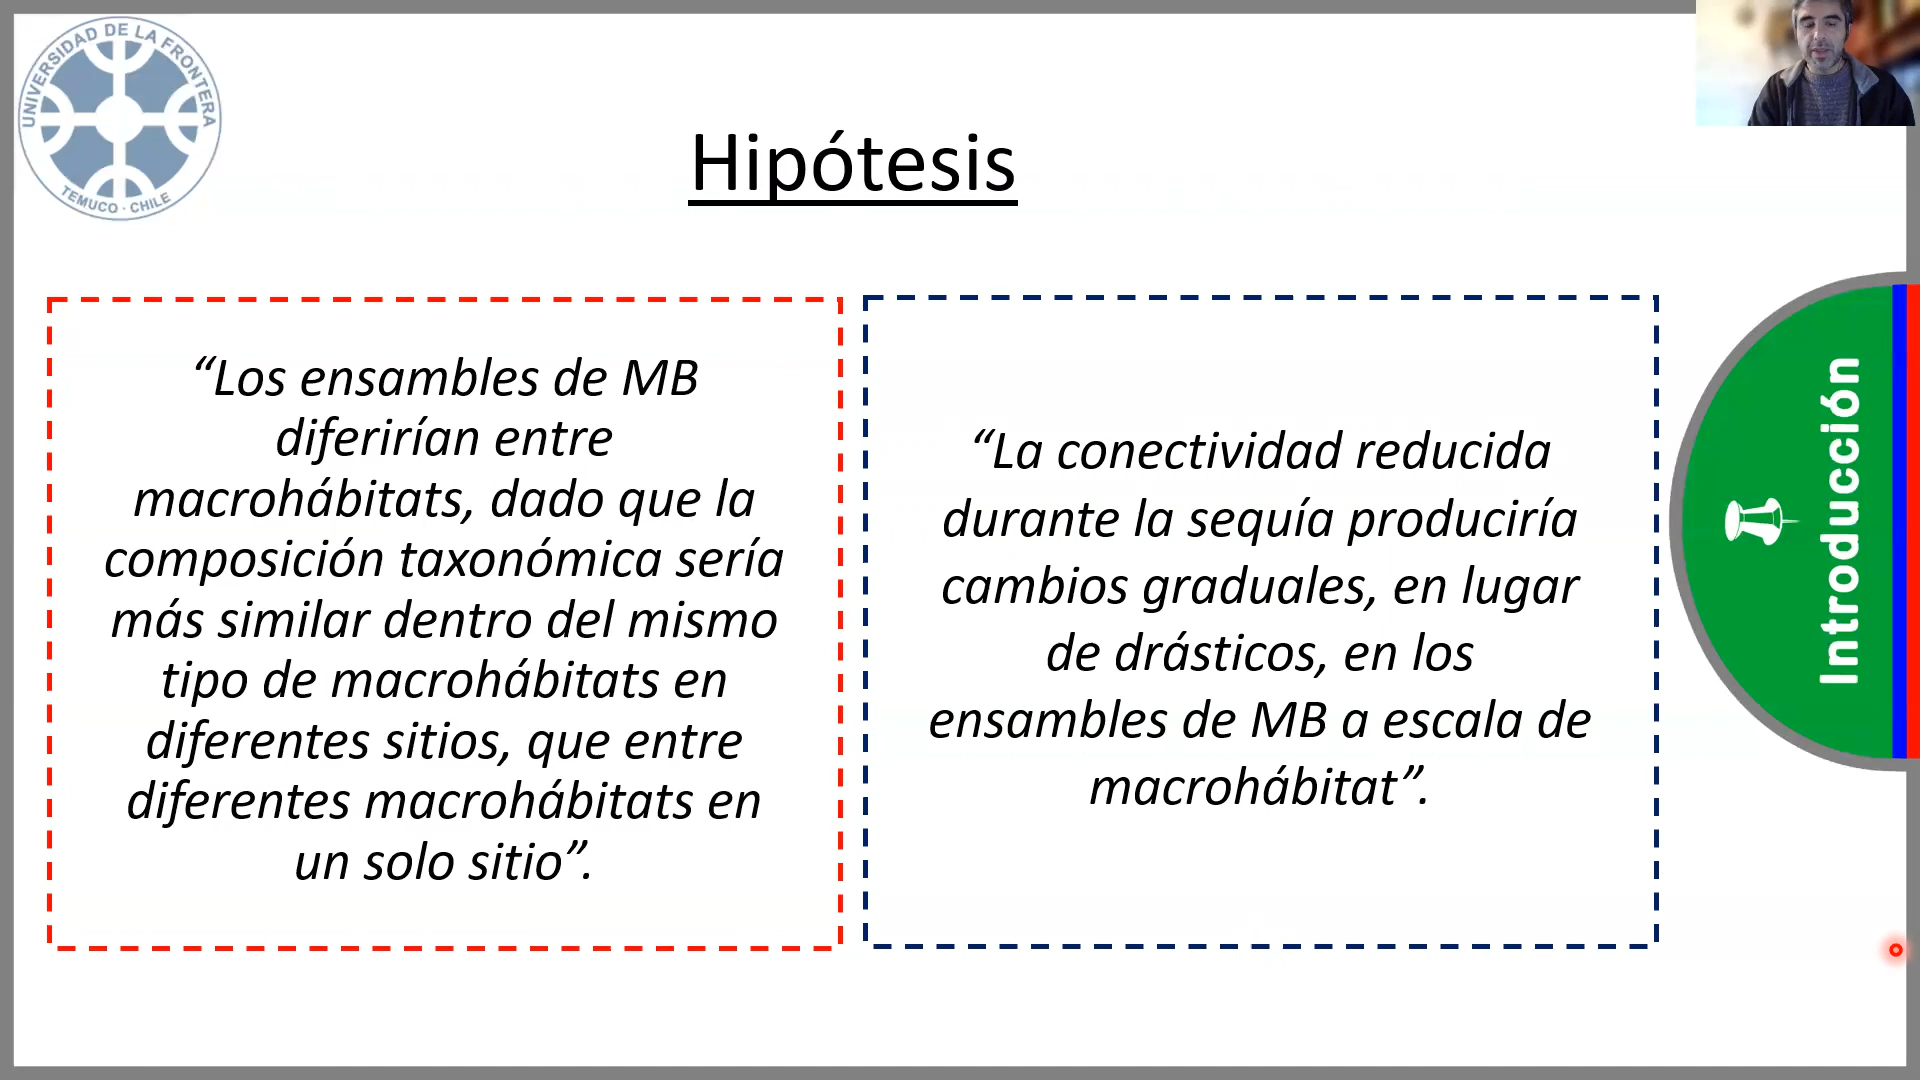 UNIVERSIDAD DE LA FRONTERA
TEMUCO · CHILE
Hipótesis
“Los ensambles de MB
diferirían entre
macrohábitats, dado que la
composición taxonómica sería
más similar dentro del mismo
tipo de macrohábitats en
diferentes sitios, que entre
diferentes macrohábitats en
un solo sitio”.
“La conectividad reducida
durante la sequía produciría
cambios graduales, en lugar
de drásticos, en los
ensambles de MB a escala de
macrohábitat”.
Introducción